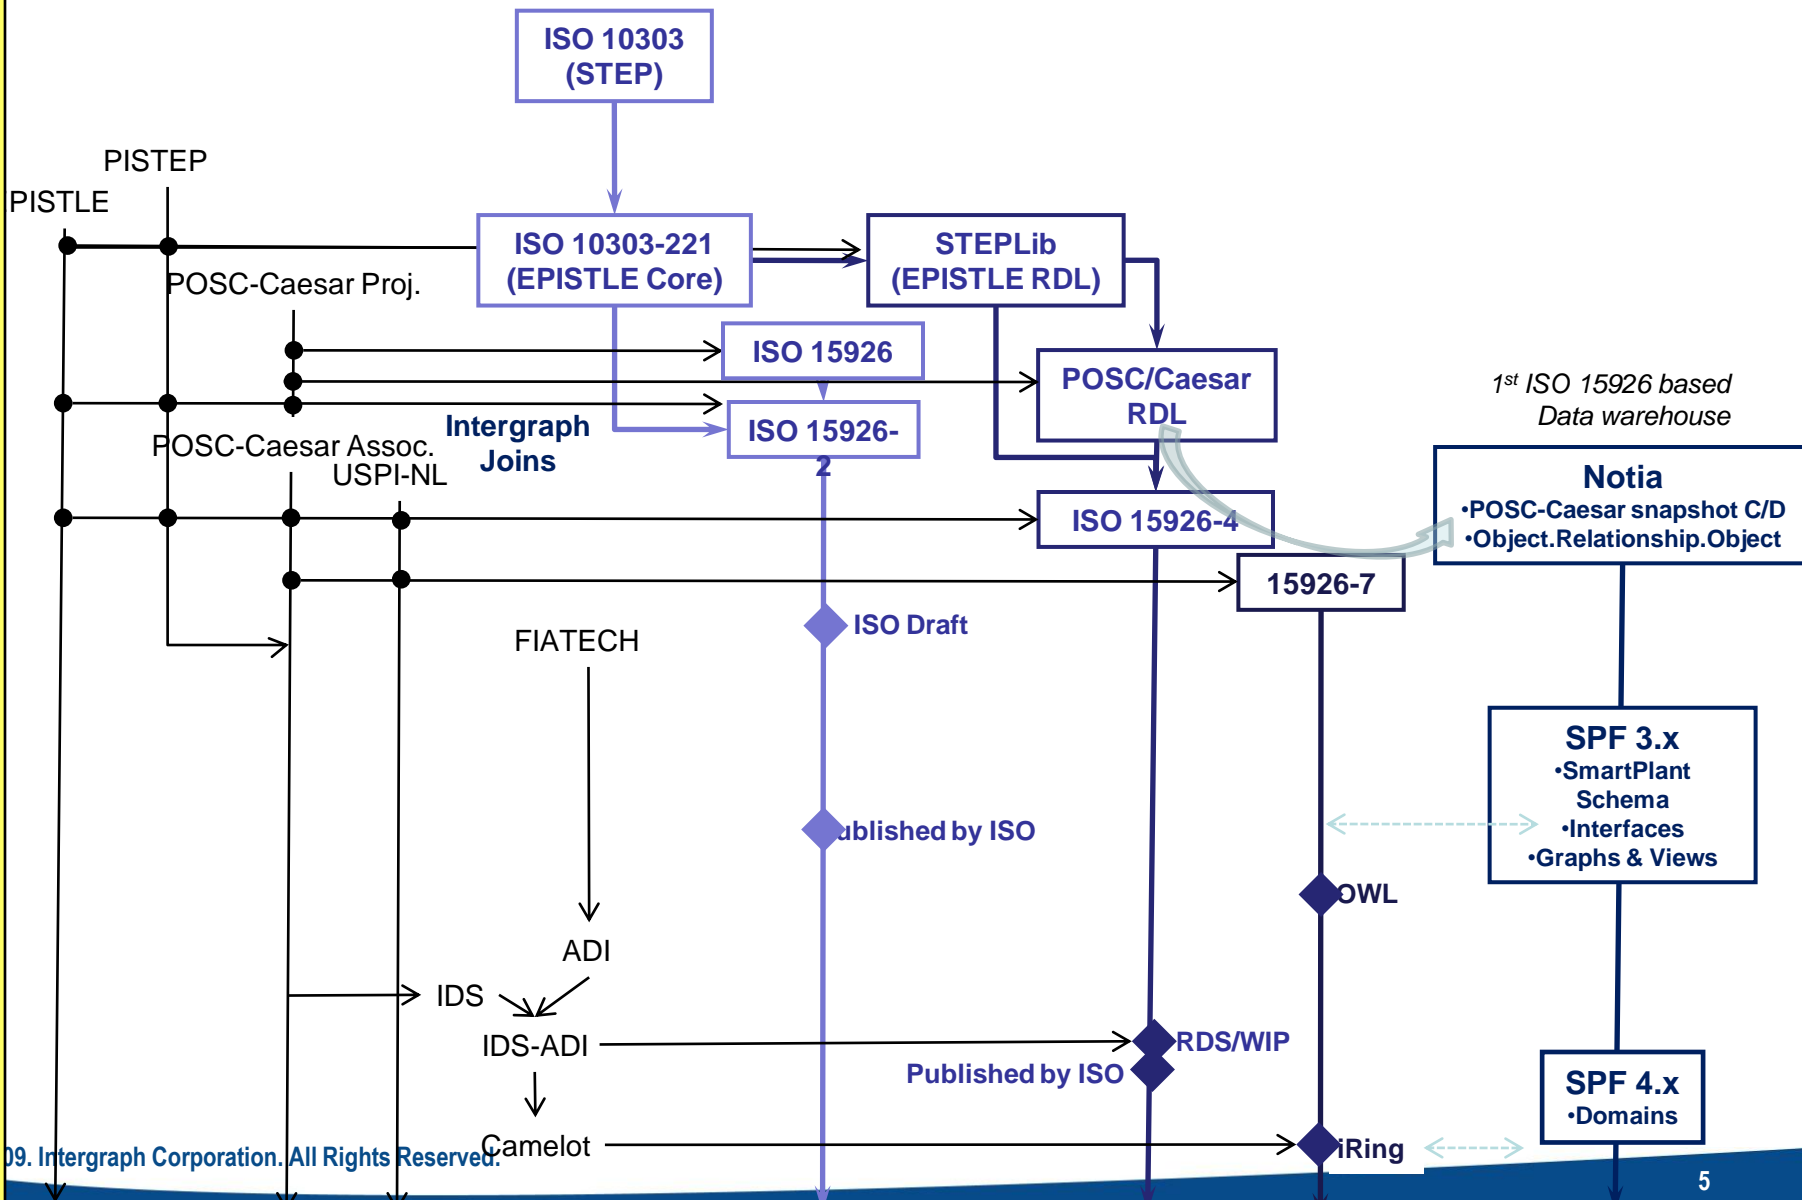 ISO 10303
(STEP)
PISTEP
PISTLE
ISO 10303-221
(EPISTLE Core)
STEPLib
(EPISTLE RDL)
POSC-Caesar Proj.
ISO 15926
POSC/Caesar
RDL
1st ISO 15926 based
Data warehouse
Intergraph
Joins
ISO 15926-
2
POSC-Caesar Assoc.
USPI-NL
Notia
•POSC-Caesar snapshot C/D
•Object.Relationship.Object
ISO 15926-4
15926-7
ISO Draft
FIATECH
SPF 3.x
•SmartPlant
Schema
•Interfaces
•Graphs & Views
ublished by ISO
OWL
ADI
IDS
IDS-ADI
RDS/WIP
Published by ISO
SPF 4.x
•Domains
Camelot
iRing
09. Intergraph Corporation. All Rights Reserved.
5